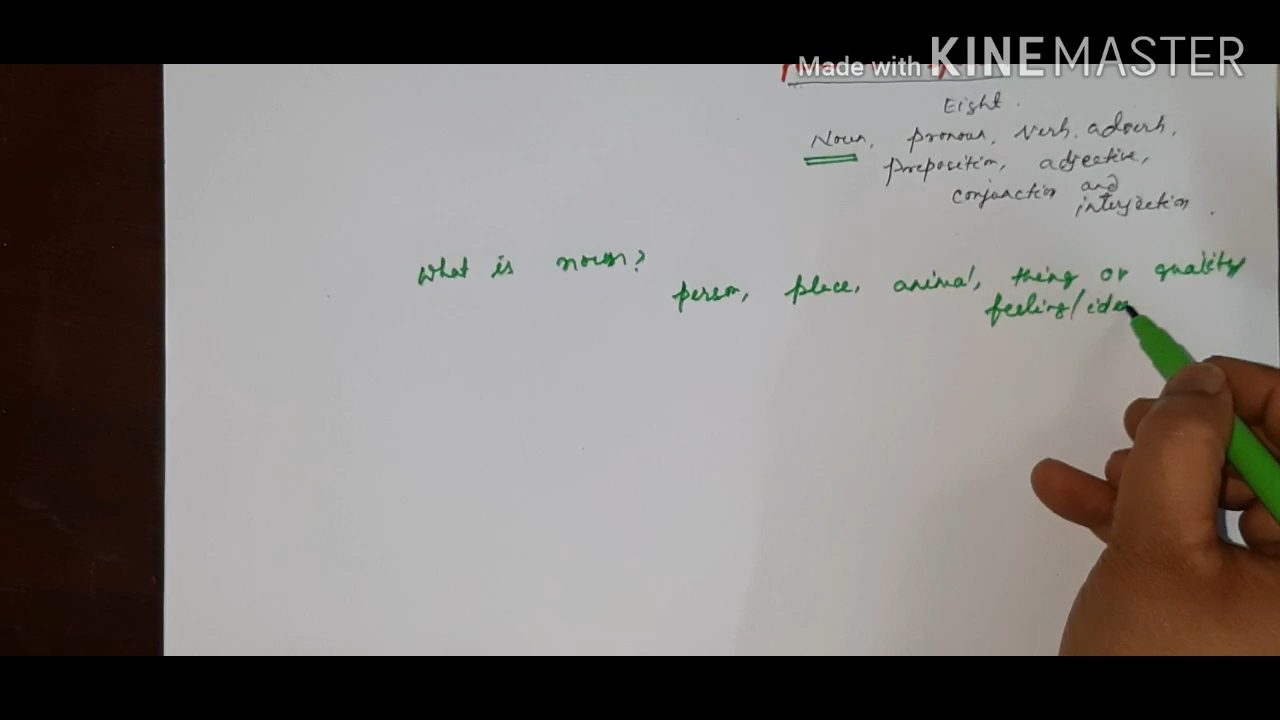 Made with KINEMASTER
Eight.
Noun, pronoun, verb, adverb,
preposition, adjective,
conjunction and
interjection.
What is noun?
person, place, animal, thing or quality
feeling/idea